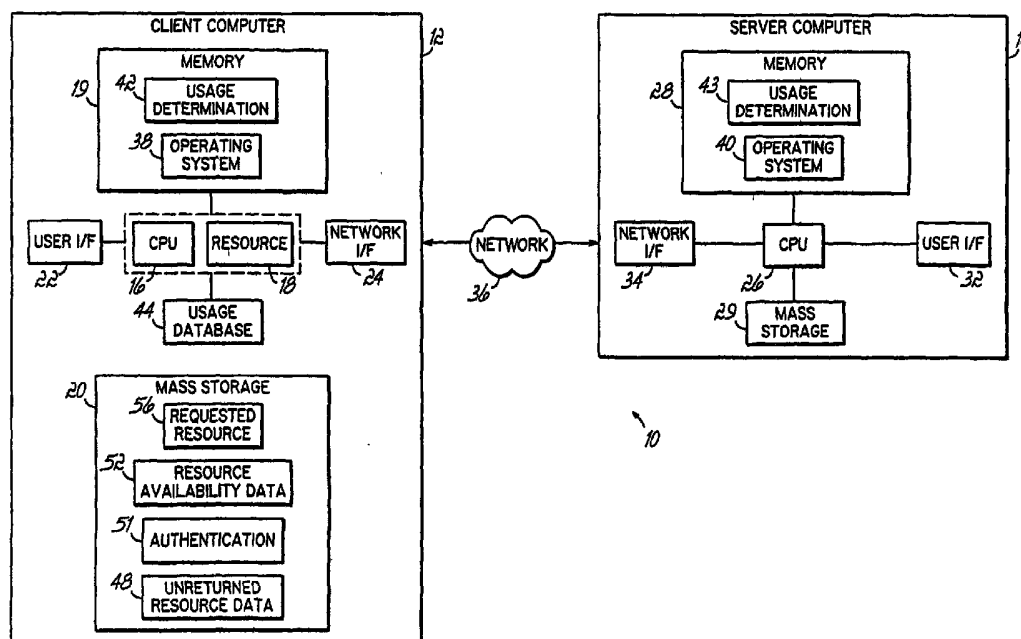 CLIENT COMPUTER
12
MEMORY
19
42
USAGE
DETERMINATION
38
OPERATING
SYSTEM
USER I/F
22
CPU
16
RESOURCE
18
NETWORK
I/F
24
44
USAGE
DATABASE
MASS STORAGE
20
56
REQUESTED
RESOURCE
52
RESOURCE
AVAILABILITY DATA
51
AUTHENTICATION
48
UNRETURNED
RESOURCE DATA
NETWORK
36
SERVER COMPUTER
MEMORY
28
43
USAGE
DETERMINATION
40
OPERATING
SYSTEM
NETWORK
I/F
34
CPU
26
USER I/F
32
29
MASS
STORAGE
10